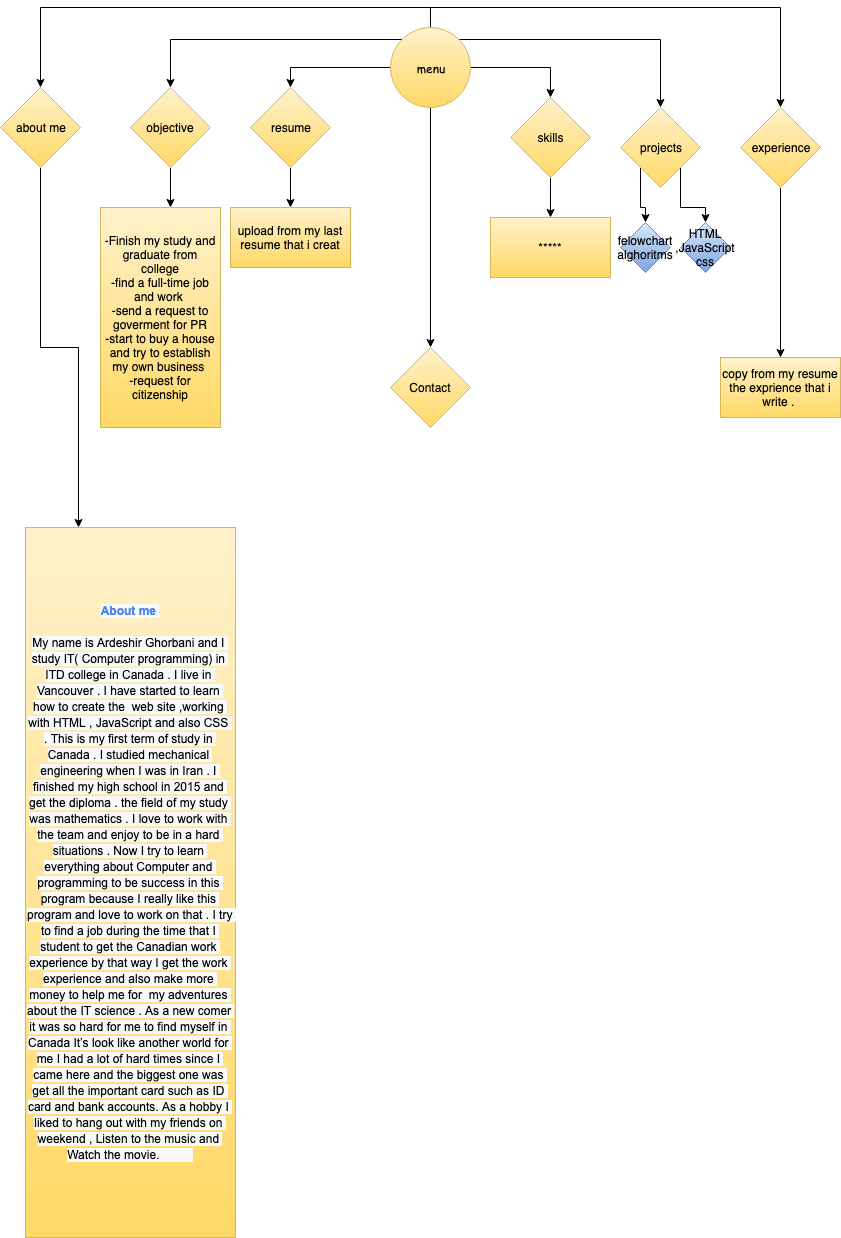 menu
about me
objective
resume
skills
projects
experience
-Finish my study and
graduate from
college
-find a full-time job
and work
-send a request to
goverment for PR
-start to buy a house
and try to establish
my own business
-request for
citizenship
upload from my last
resume that i creat
*****
felowchart
alghoritms
HTML
,JavaScript
css
Contact
copy from my resume
the exprience that i
write .
About me
My name is Ardeshir Ghorbani and I
study IT( Computer programming) in
ITD college in Canada . I live in
Vancouver . I have started to learn
how to create the  web site ,working
with HTML , JavaScript and also CSS
. This is my first term of study in
Canada . I studied mechanical
engineering when I was in Iran . I
finished my high school in 2015 and
get the diploma . the field of my study
was mathematics . I love to work with
the team and enjoy to be in a hard
situations . Now I try to learn
everything about Computer and
programming to be success in this
program because I really like this
program and love to work on that . I try
to find a job during the time that I
student to get the Canadian work
experience by that way I get the work
experience and also make more
money to help me for  my adventures
about the IT science . As a new comer
it was so hard for me to find myself in
Canada It's look like another world for
me I had a lot of hard times since I
came here and the biggest one was
get all the important card such as ID
card and bank accounts. As a hobby I
liked to hang out with my friends on
weekend , Listen to the music and
Watch the movie.